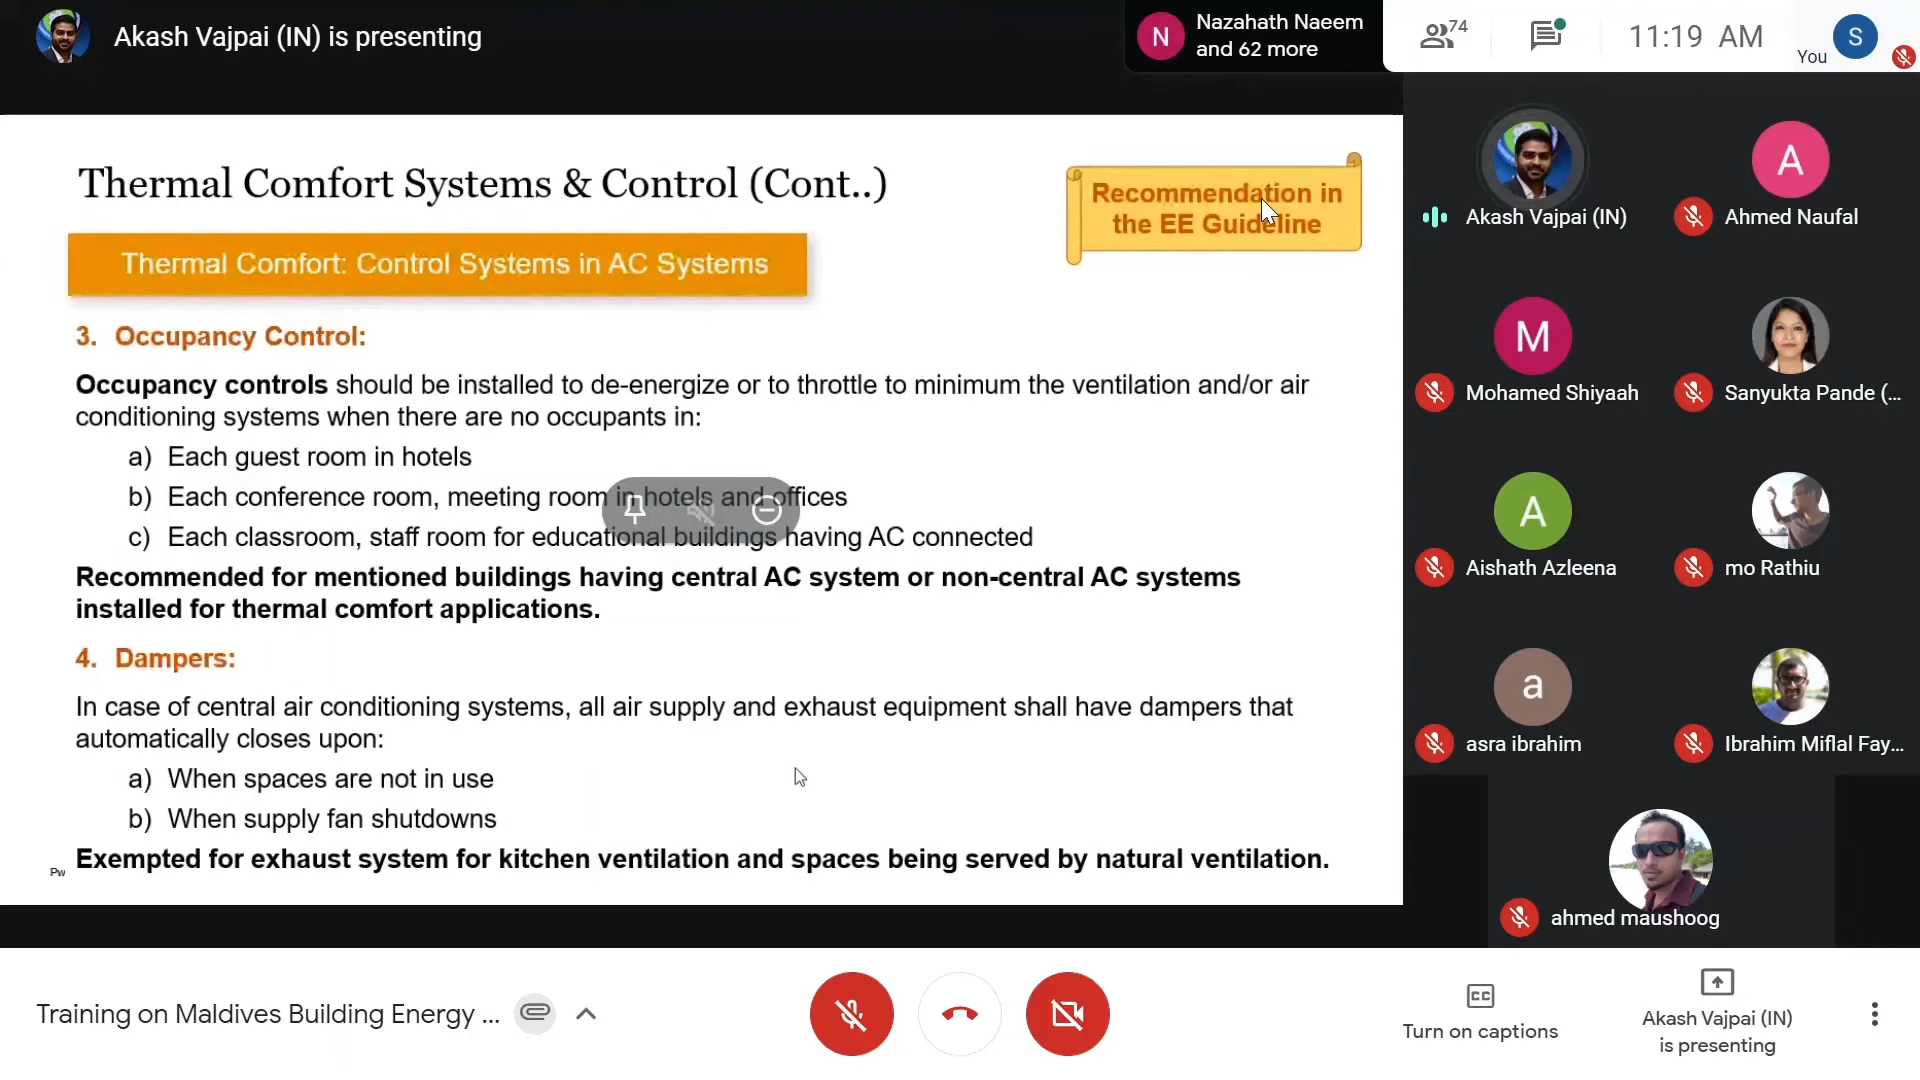 Akash Vajpai (IN) is presenting
N
Nazahath Naeem
and 62 more
74
11:19 AM
You
S
Thermal Comfort Systems & Control (Cont..)
Recommendation in
the EE Guideline
Thermal Comfort: Control Systems in AC Systems
3. Occupancy Control:
Occupancy controls should be installed to de-energize or to throttle to minimum the ventilation and/or air
conditioning systems when there are no occupants in:
a) Each guest room in hotels
b) Each conference room, meeting room in hotels and offices
c) Each classroom, staff room for educational buildings having AC connected
Recommended for mentioned buildings having central AC system or non-central AC systems
installed for thermal comfort applications.
4. Dampers:
In case of central air conditioning systems, all air supply and exhaust equipment shall have dampers that
automatically closes upon:
a) When spaces are not in use
b) When supply fan shutdowns
Exempted for exhaust system for kitchen ventilation and spaces being served by natural ventilation.
Pw
Akash Vajpai (IN)
A
Ahmed Naufal
M
Mohamed Shiyaah
Sanyukta Pande (...
A
Aishath Azleena
mo Rathiu
a
asra ibrahim
Ibrahim Miflal Fay...
ahmed maushoog
Training on Maldives Building Energy ...
CC
Turn on captions
Akash Vajpai (IN)
is presenting